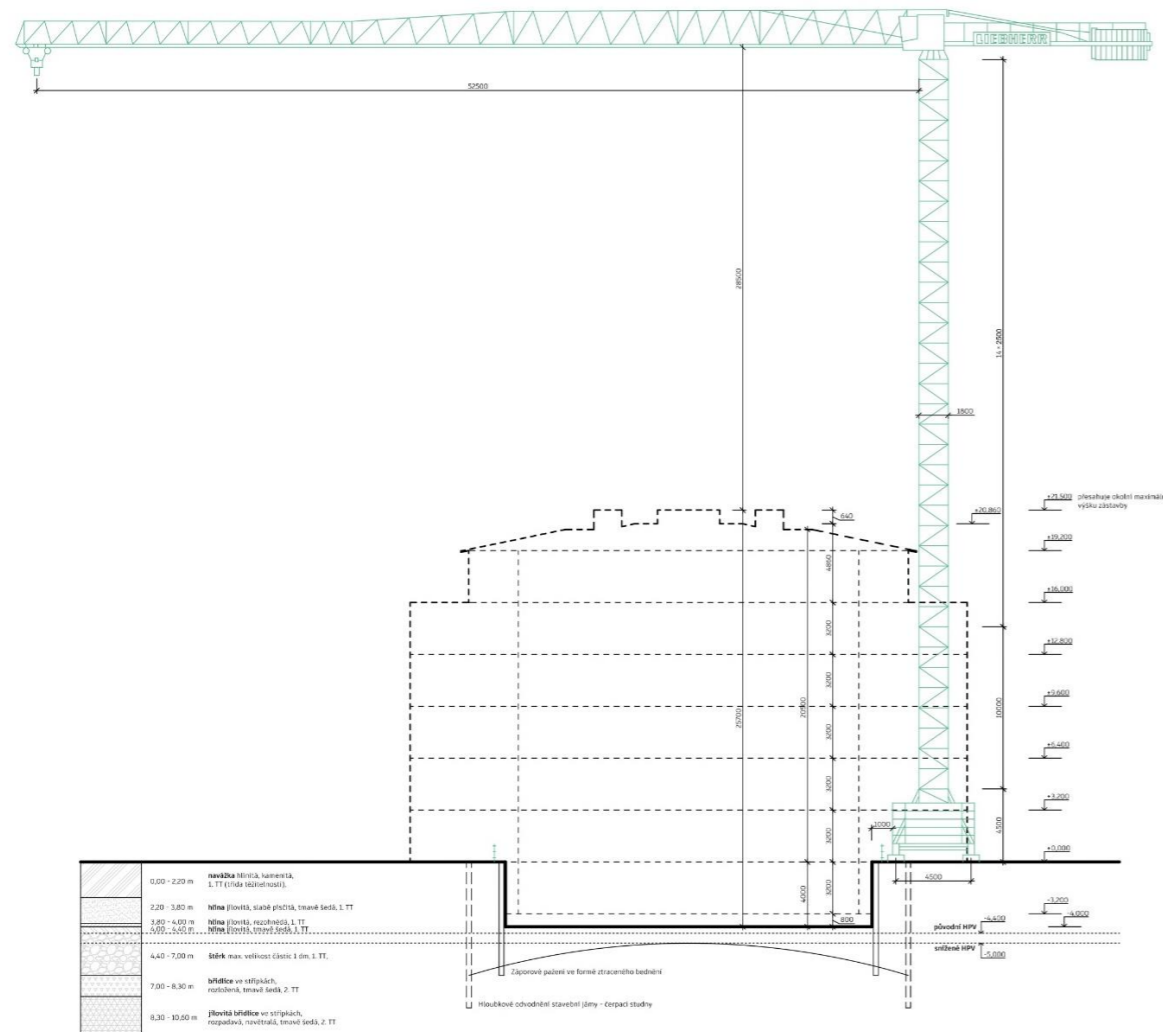 LIEBHERR
52500
28500
14 × 2500
1800
+21,500 přesahuje okolní maximální
výšku zástavby
+20,860
640
+19,200
4860
+16,000
3200
+12,800
3200
25700
20900
10000
+9,600
3200
+6,400
3200
+3,200
1000
3200
4500
+0,000
4500
0,00 - 2,20 m navážka hlinitá, kamenitá,
1. TT (třída těžitelnosti),
4000
3200
2,20 - 3,80 m hlína jílovitá, slabě písčitá, tmavě šedá, 1. TT
-3,200
3,80 - 4,00 m hlína jílovitá, rezohnědá, 1. TT
800
-4,000
4,00 - 4,40 m hlína jílovitá, tmavě šedá, 1. TT
původní HPV
-4,400
snížené HPV
-5,000
4,40 - 7,00 m štěrk max. velikost částic 1 dm, 1. TT,
Záporové pažení ve formě ztraceného bednění
7,00 - 8,30 m břidlice ve střípkách,
rozložená, tmavě šedá, 2. TT
Hloubkové odvodnění stavební jámy - čerpací studny
8,30 - 10,60 m jílovitá břidlice ve střípkách,
rozpadavá, navětralá, tmavě šedá, 2. TT